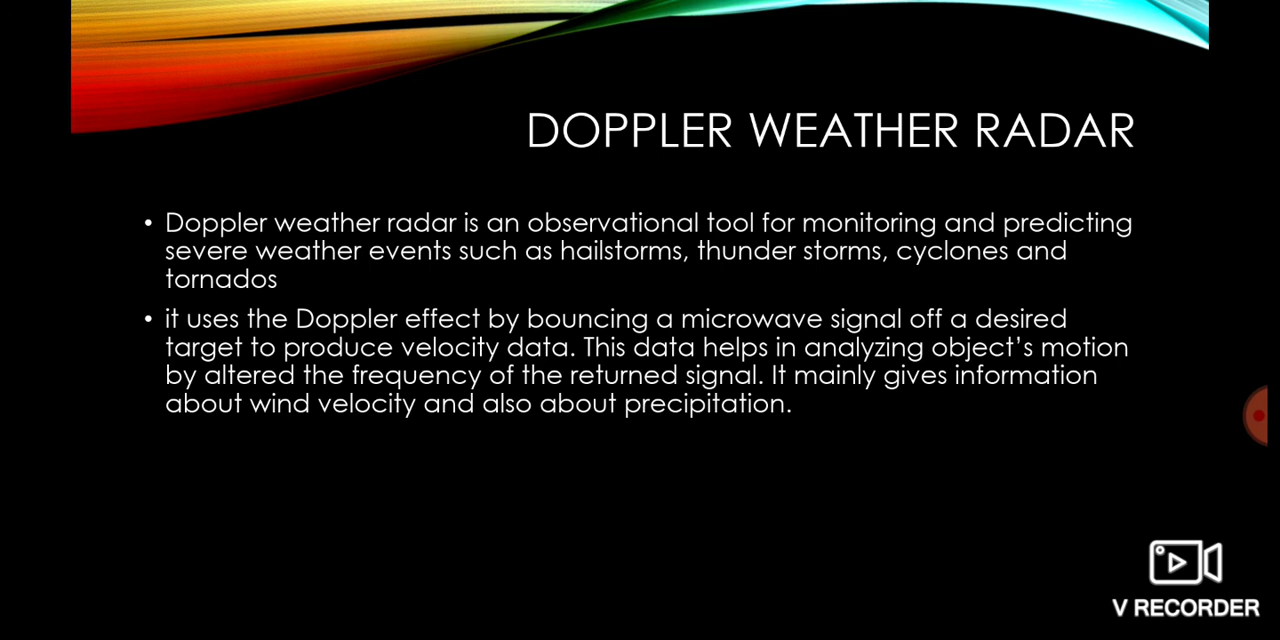 DOPPLER WEATHER RADAR
• Doppler weather radar is an observational tool for monitoring and predicting
severe weather events such as hailstorms, thunder storms, cyclones and
tornados
• it uses the Doppler effect by bouncing a microwave signal off a desired
target to produce velocity data. This data helps in analyzing object’s motion
by altered the frequency of the returned signal. It mainly gives information
about wind velocity and also about precipitation.
V RECORDER